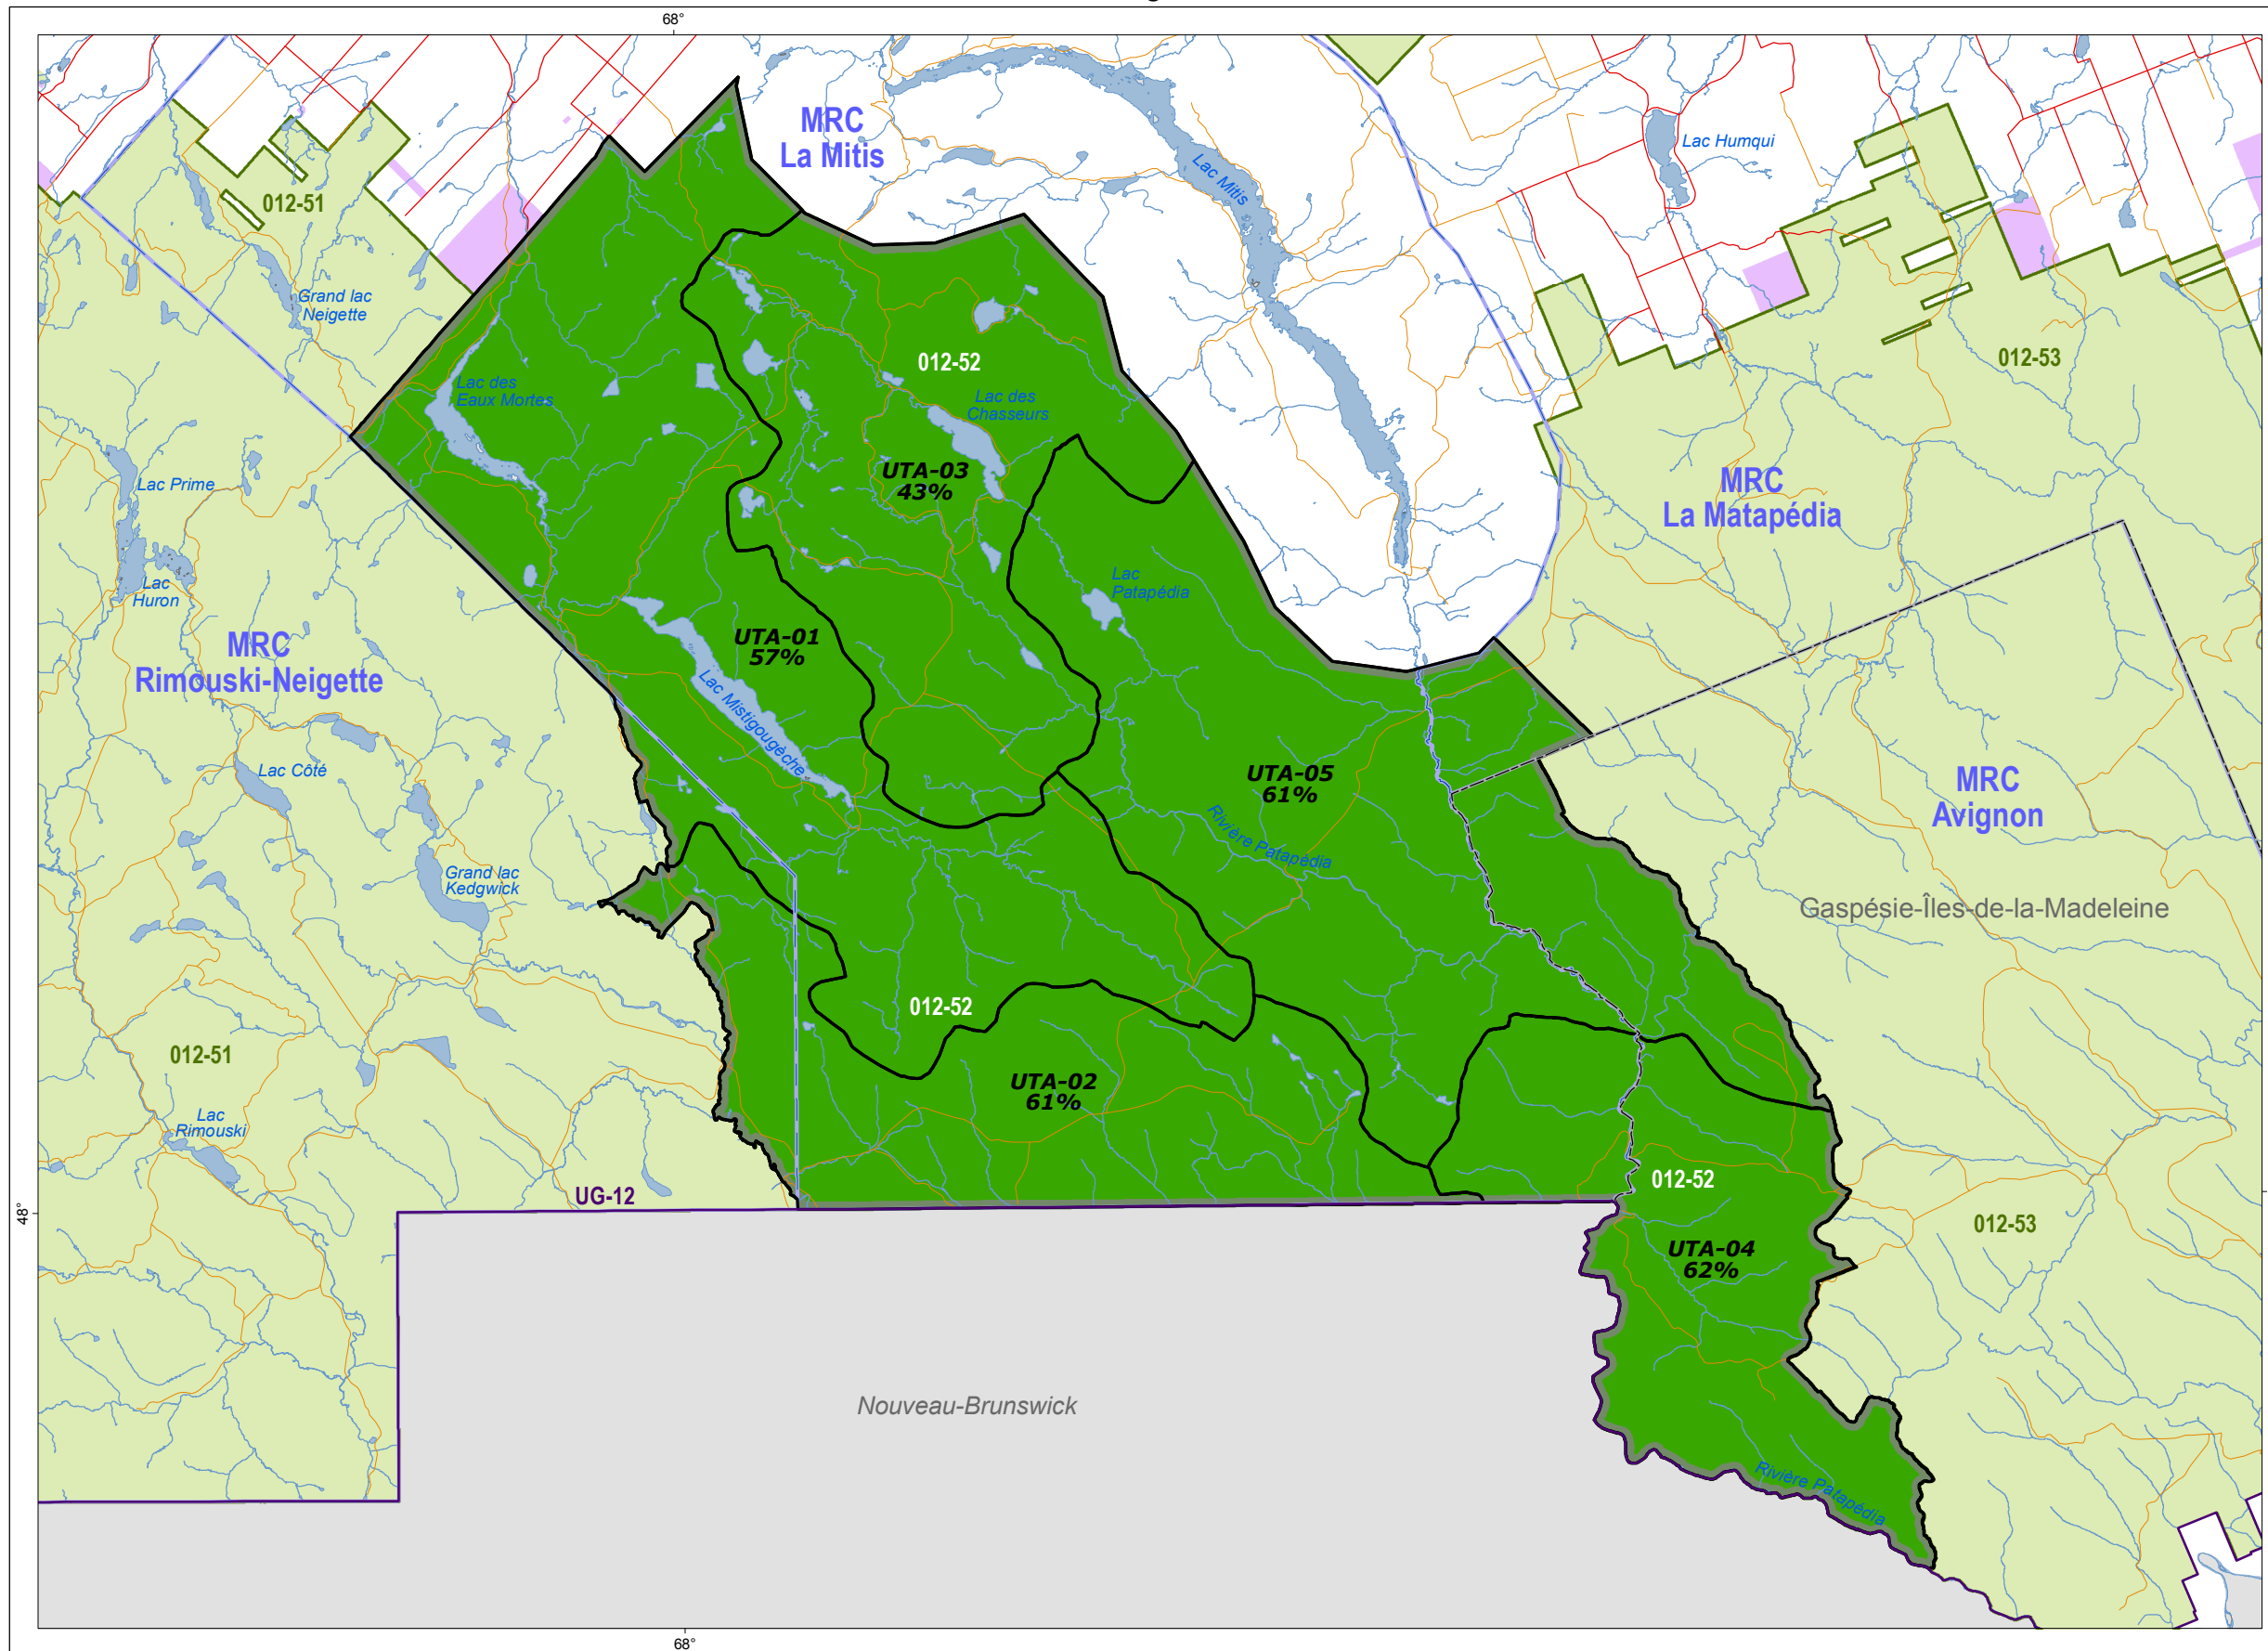 68°
MRC
La Mitis
Lac Humqui
Lac Mitis
012-51
Grand lac
Neigette
012-52
012-53
Lac des
Eaux Mortes
Lac des
Chasseurs
UTA-03
43%
Lac Prime
MRC
La Matapédia
Lac
Huron
Lac
Patapédia
UTA-01
57%
MRC
Rimouski-Neigette
Lac Mistigougèche
Lac Côté
UTA-05
61%
MRC
Avignon
Rivière Patapédia
Grand lac
Kedgwick
Gaspésie-Îles-de-la-Madeleine
012-52
012-51
UTA-02
61%
Lac
Rimouski
012-52
UG-12
48°
012-53
UTA-04
62%
Nouveau-Brunswick
Rivière Patapédia
68°